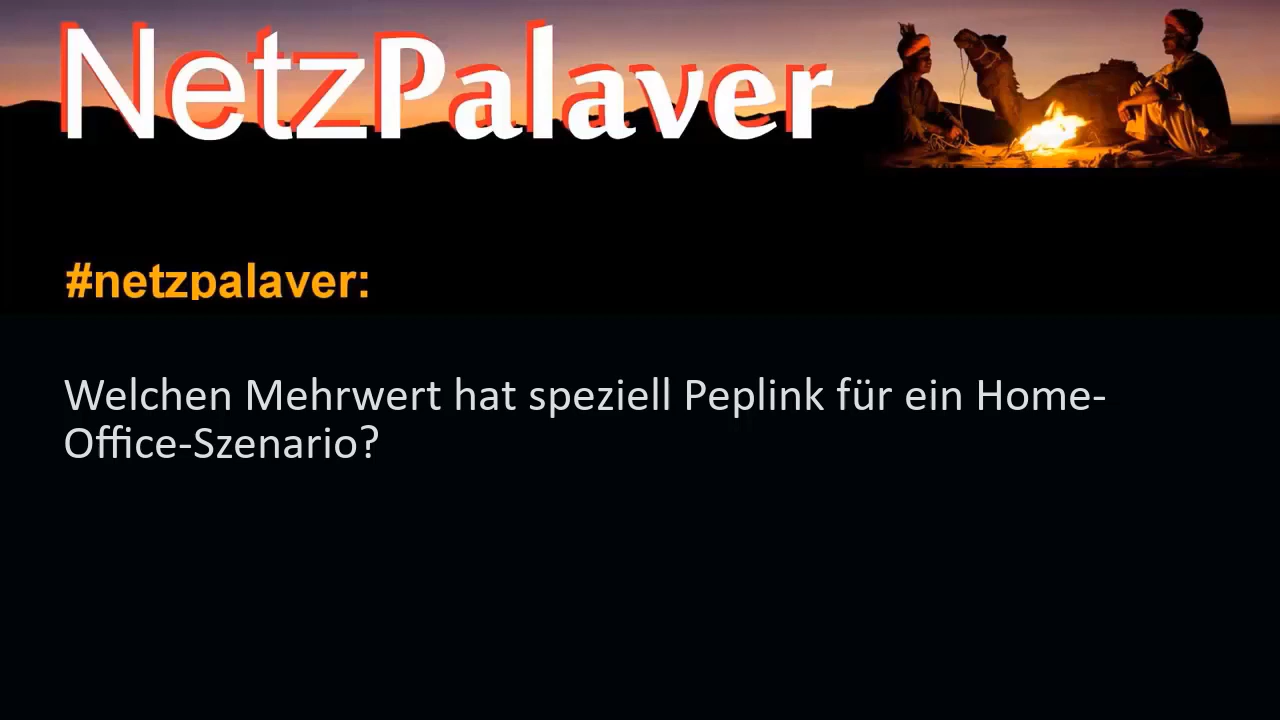 NetzPalaver
#netzpalaver:
Welchen Mehrwert hat speziell Peplink für ein Home-
Office-Szenario?